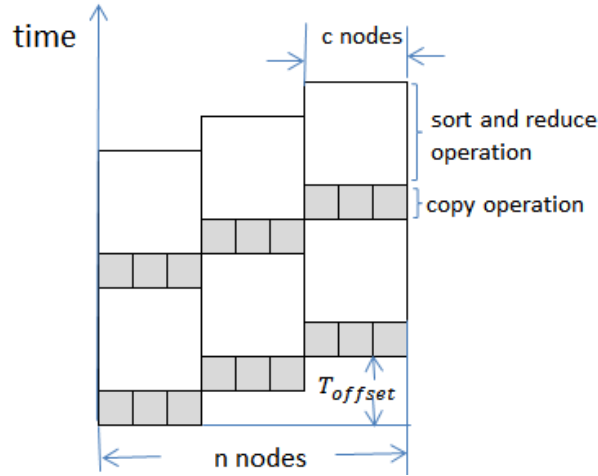 time
c nodes
sort and reduce
operation
copy operation
T_offset
n nodes